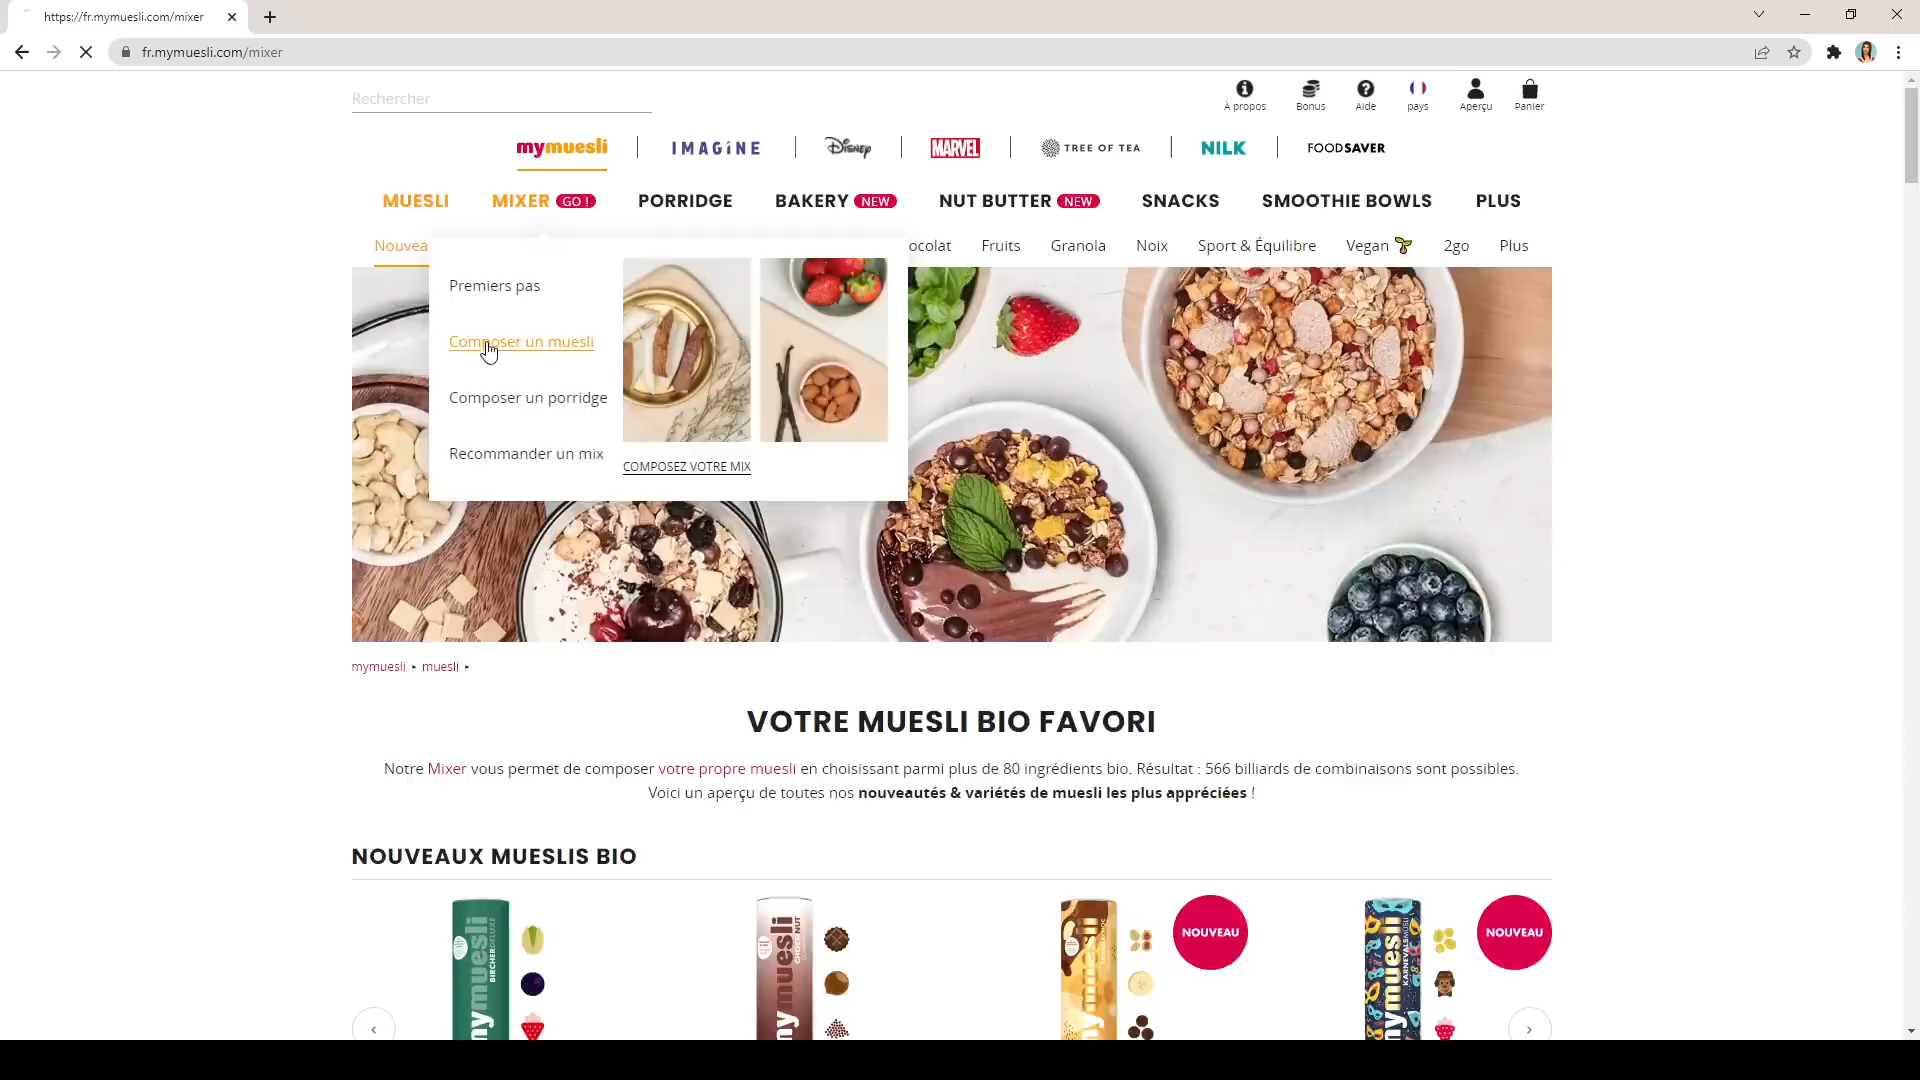 https://fr.mymuesli.com/mixer
fr.mymuesli.com/mixer
Rechercher
À propos
Bonus
Aide
pays
Aperçu
Panier
mymuesli
IMAGiNE
Disney
MARVEL
TREE OF TEA
NILK
FOODSAVER
MUESLI
MIXER GO !
PORRIDGE
BAKERY NEW
NUT BUTTER NEW
SNACKS
SMOOTHIE BOWLS
PLUS
Nouvea
ocolat
Fruits
Granola
Noix
Sport & Équilibre
Vegan
2go
Plus
Premiers pas
Composer un muesli
Composer un porridge
Recommander un mix
COMPOSEZ VOTRE MIX
mymuesli ▸ muesli ▸
VOTRE MUESLI BIO FAVORI
Notre Mixer vous permet de composer votre propre muesli en choisissant parmi plus de 80 ingrédients bio. Résultat : 566 billiards de combinaisons sont possibles.
Voici un aperçu de toutes nos nouveautés & variétés de muesli les plus appréciées !
NOUVEAUX MUESLIS BIO
mymuesli
BIRCHER DELUXE
mymuesli
mymuesli
NOUVEAU
mymuesli
KARNEVALSMÜSLI
NOUVEAU